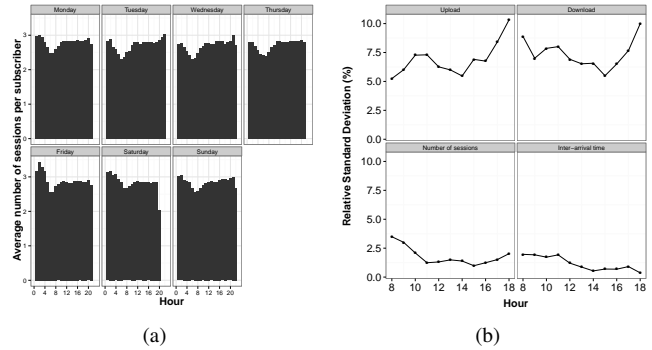 Monday Tuesday Wednesday Thursday
Friday Saturday Sunday
Average number of sessions per subscriber
3
2
1
0
3
2
1
0
0 4 8 12 16 20 0 4 8 12 16 20 0 4 8 12 16 20
Hour
(a)
Upload Download
Number of sessions Inter−arrival time
Relative Standard Deviation (%)
10.0
7.5
5.0
2.5
0.0
10.0
7.5
5.0
2.5
0.0
8 10 12 14 16 18 8 10 12 14 16 18
Hour
(b)